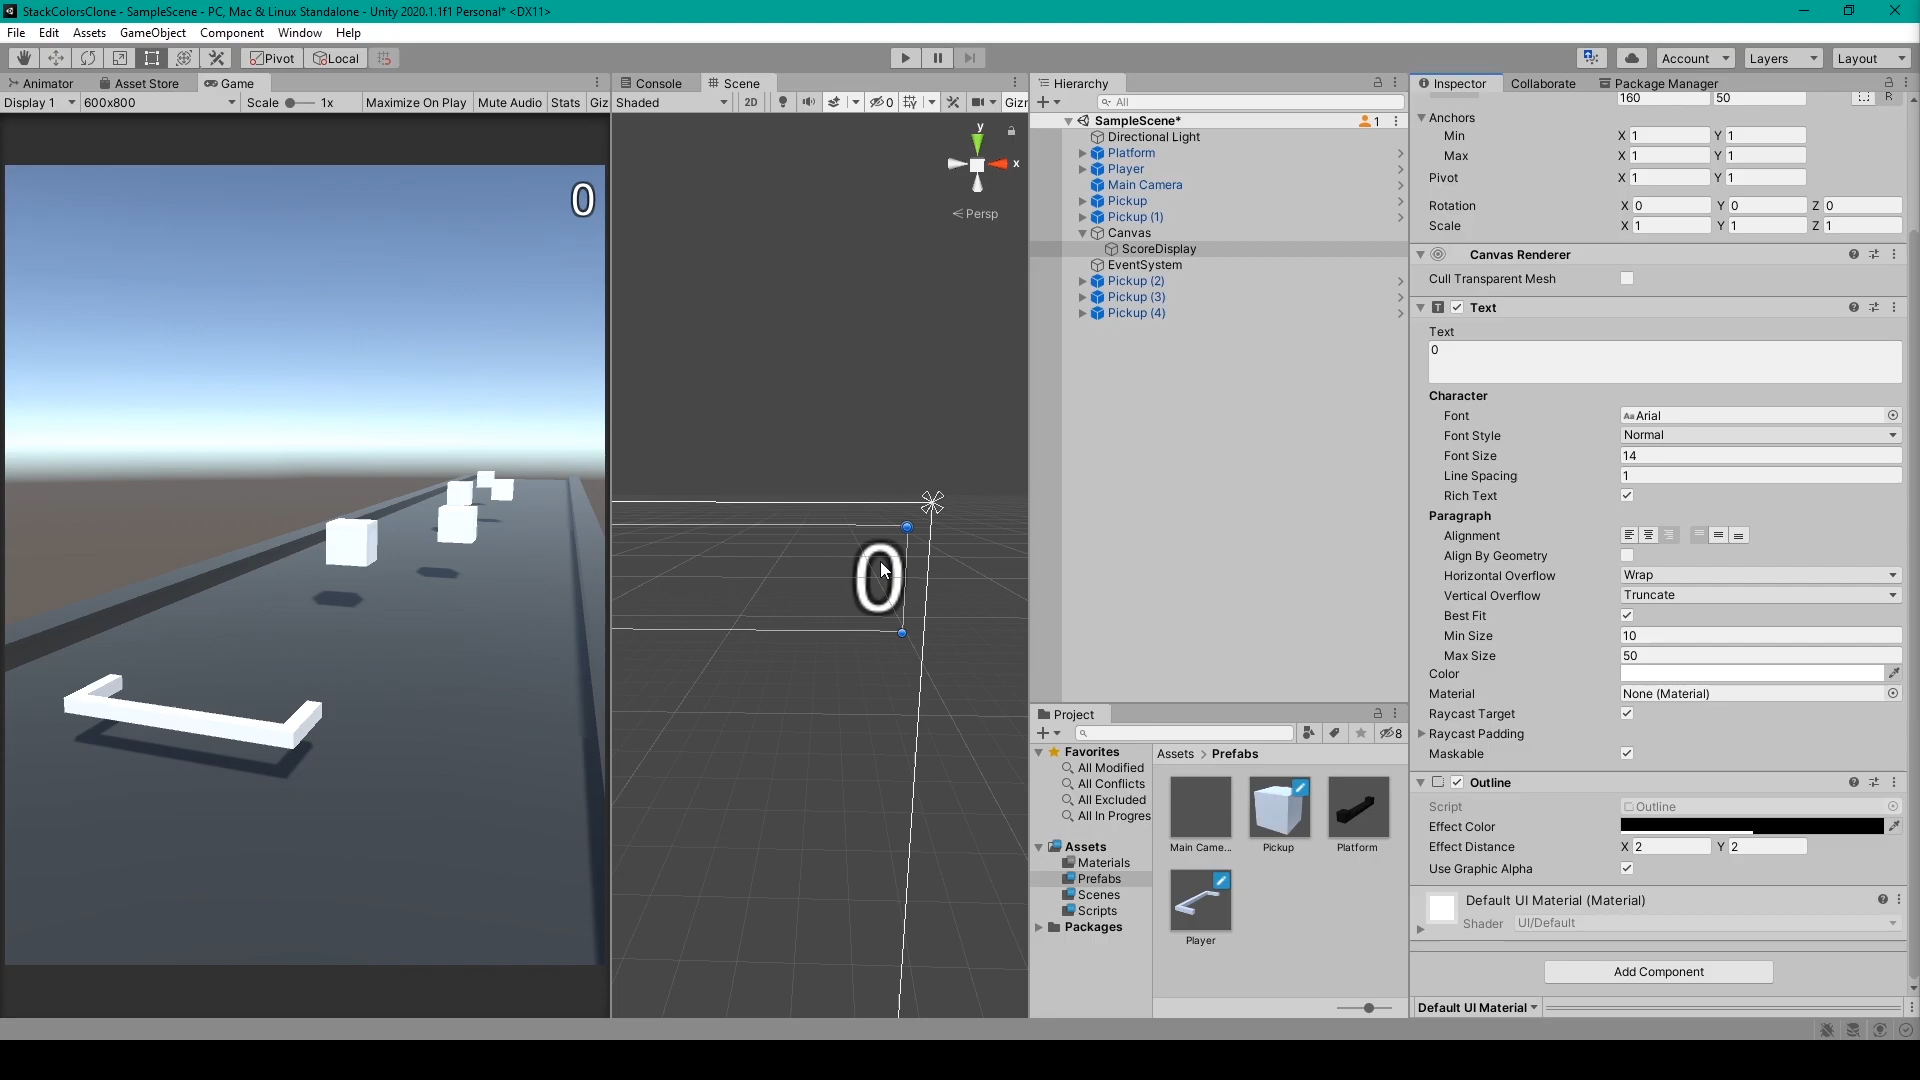 StackColorsClone - SampleScene - PC, Mac & Linux Standalone - Unity 2020.1.1f1 Personal* <DX11>
File Edit Assets GameObject Component Window Help
Pivot Local Account Layers Layout
Animator Asset Store Game
Display 1 600x800 Scale 1x Maximize On Play Mute Audio Stats Giz
0
Console Scene
Shaded 2D 0 Gizr
y
x
Persp
0
Hierarchy
All
SampleScene* 1
Directional Light
Platform
Player
Main Camera
Pickup
Pickup (1)
Canvas
ScoreDisplay
EventSystem
Pickup (2)
Pickup (3)
Pickup (4)
Project
8
Favorites
All Modified
All Conflicts
All Excluded
All In Progres
Assets
Materials
Prefabs
Scenes
Scripts
Packages
Assets > Prefabs
Main Came... Pickup Platform
Player
Inspector Collaborate Package Manager
160 50 R
Anchors
Min X 1 Y 1
Max X 1 Y 1
Pivot X 1 Y 1
Rotation X 0 Y 0 Z 0
Scale X 1 Y 1 Z 1
Canvas Renderer
Cull Transparent Mesh
T Text
Text
0
Character
Font Aa Arial
Font Style Normal
Font Size 14
Line Spacing 1
Rich Text
Paragraph
Alignment
Align By Geometry
Horizontal Overflow Wrap
Vertical Overflow Truncate
Best Fit
Min Size 10
Max Size 50
Color
Material None (Material)
Raycast Target
Raycast Padding
Maskable
Outline
Script Outline
Effect Color
Effect Distance X 2 Y 2
Use Graphic Alpha
Default UI Material (Material)
Shader UI/Default
Add Component
Default UI Material